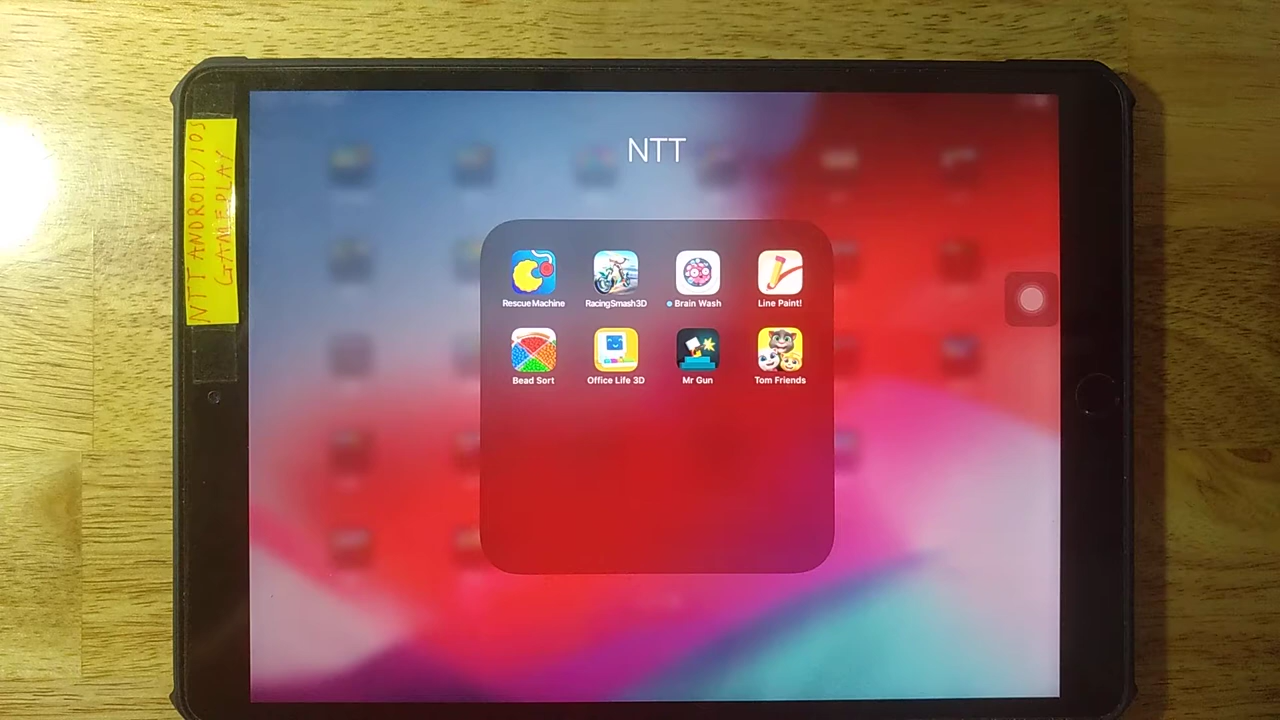 NTT ANDROID/IOS
GAMEPLAY
NTT
Rescue Machine
RacingSmash3D
Brain Wash
Line Paint!
Bead Sort
Office Life 3D
Mr Gun
Tom Friends